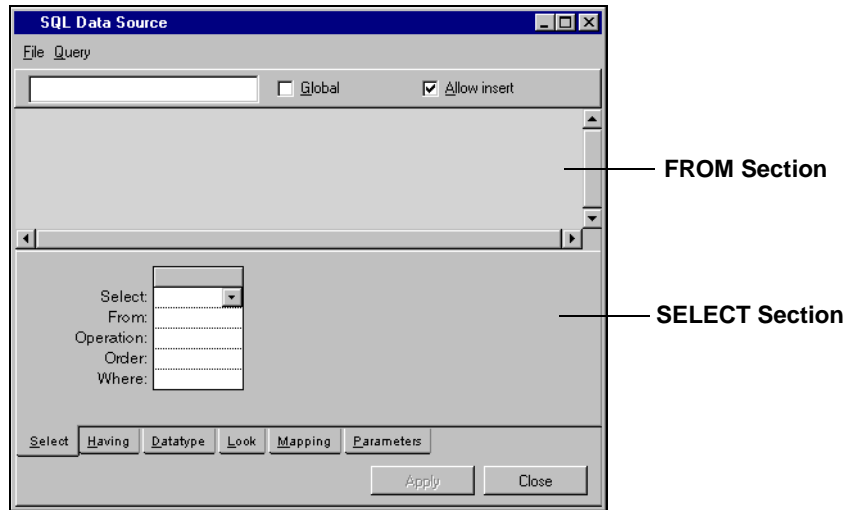 SQL Data Source
File Query
Global
Allow insert
FROM Section
Select:
From:
Operation:
Order:
Where:
SELECT Section
Select Having Datatype Look Mapping Parameters
Apply Close